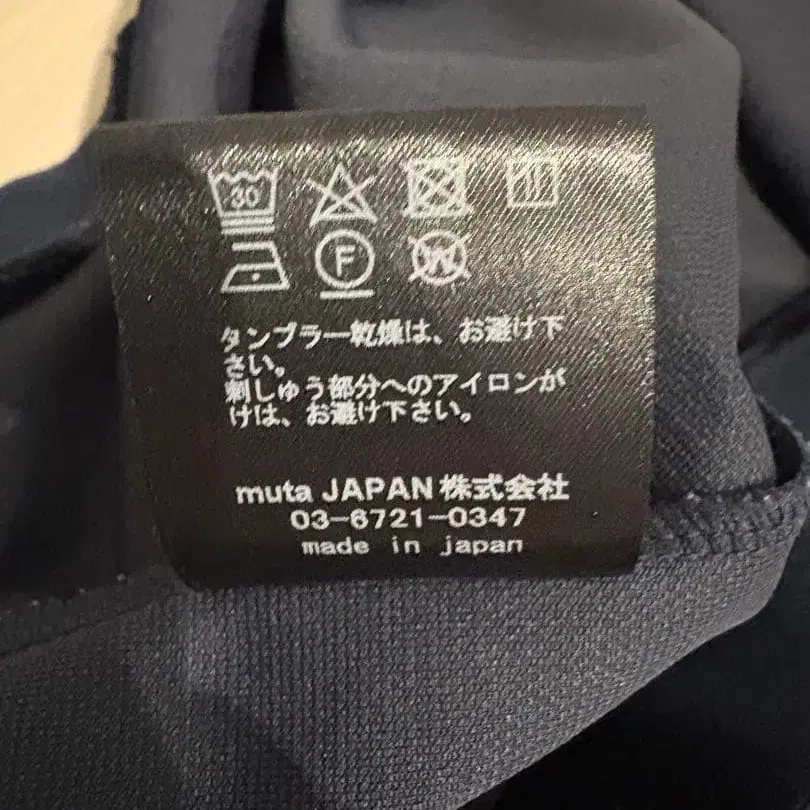 30
F
W
タンブラー乾燥は、お避け下
さい。
刺しゅう部分へのアイロンが
けは、お避け下さい。
muta JAPAN 株式会社
03-6721-0347
made in japan